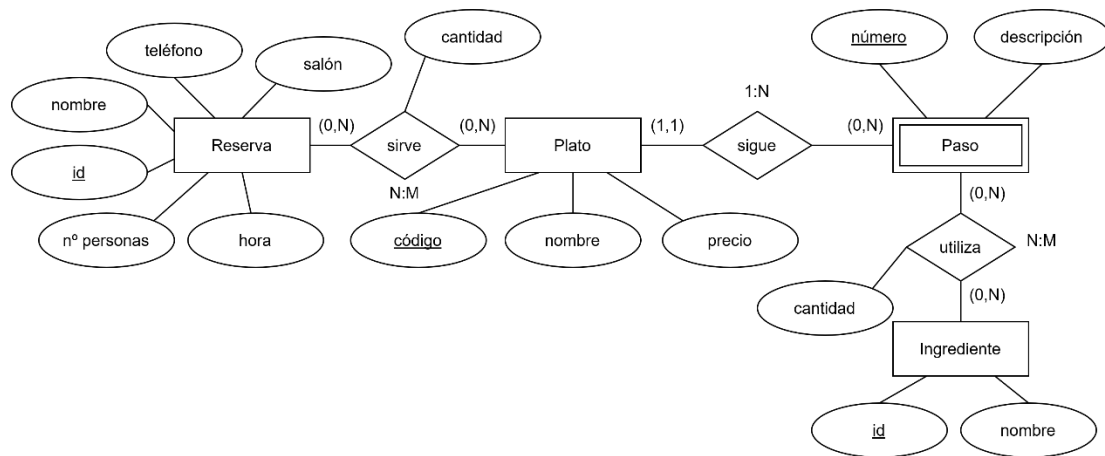 cantidad
teléfono
salón
número
descripción
nombre
1:N
(0,N)
(0,N)
(1,1)
(0,N)
Reserva
sirve
Plato
sigue
Paso
id
N:M
(0,N)
nº personas
hora
código
nombre
precio
utiliza
N:M
cantidad
(0,N)
Ingrediente
id
nombre